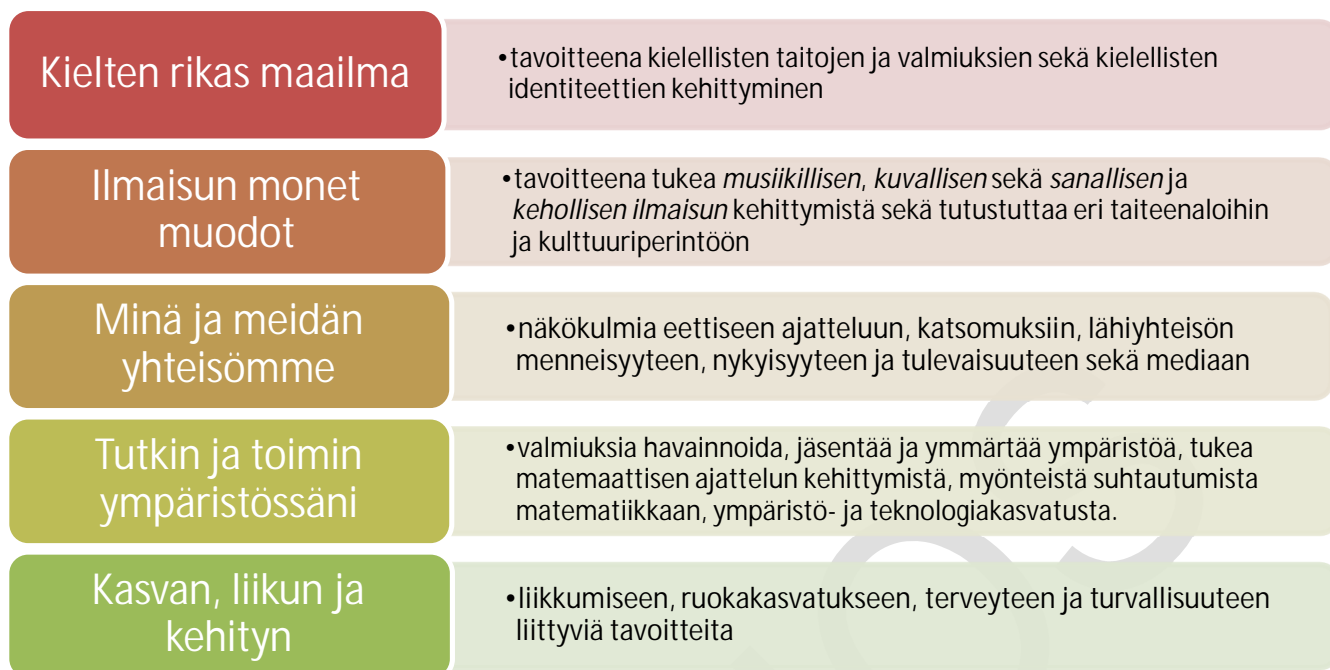 Kielten rikas maailma
•tavoitteena kielellisten taitojen ja valmiuksien sekä kielellisten
identiteettien kehittyminen
Ilmaisun monet
muodot
•tavoitteena tukea musiikillisen, kuvallisen sekä sanallisen ja
kehollisen ilmaisun kehittymistä sekä tutustuttaa eri taiteenaloihin
ja kulttuuriperintöön
Minä ja meidän
yhteisömme
•näkökulmia eettiseen ajatteluun, katsomuksiin, lähiyhteisön
menneisyyteen, nykyisyyteen ja tulevaisuuteen sekä mediaan
Tutkin ja toimin
ympäristössäni
•valmiuksia havainnoida, jäsentää ja ymmärtää ympäristöä, tukea
matemaattisen ajattelun kehittymistä, myönteistä suhtautumista
matematiikkaan, ympäristö- ja teknologiakasvatusta.
Kasvan, liikun ja
kehityn
•liikkumiseen, ruokakasvatukseen, terveyteen ja turvallisuuteen
liittyviä tavoitteita